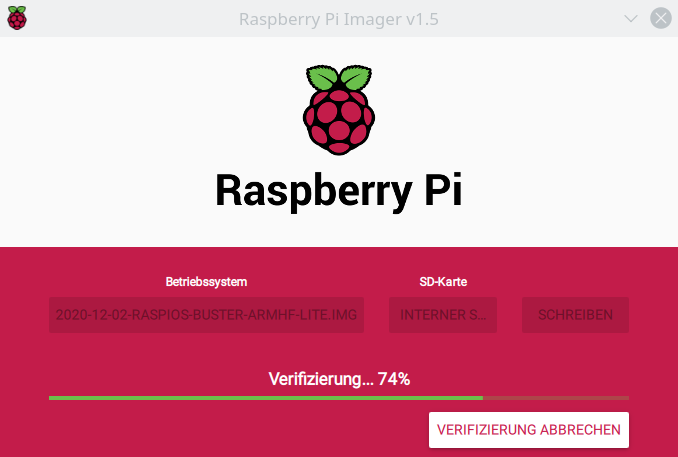 Raspberry Pi Imager v1.5
Raspberry Pi
Betriebssystem
SD-Karte
2020-12-02-RASPIOS-BUSTER-ARMHF-LITE.IMG
INTERNER S...
SCHREIBEN
Verifizierung... 74%
VERIFIZIERUNG ABBRECHEN